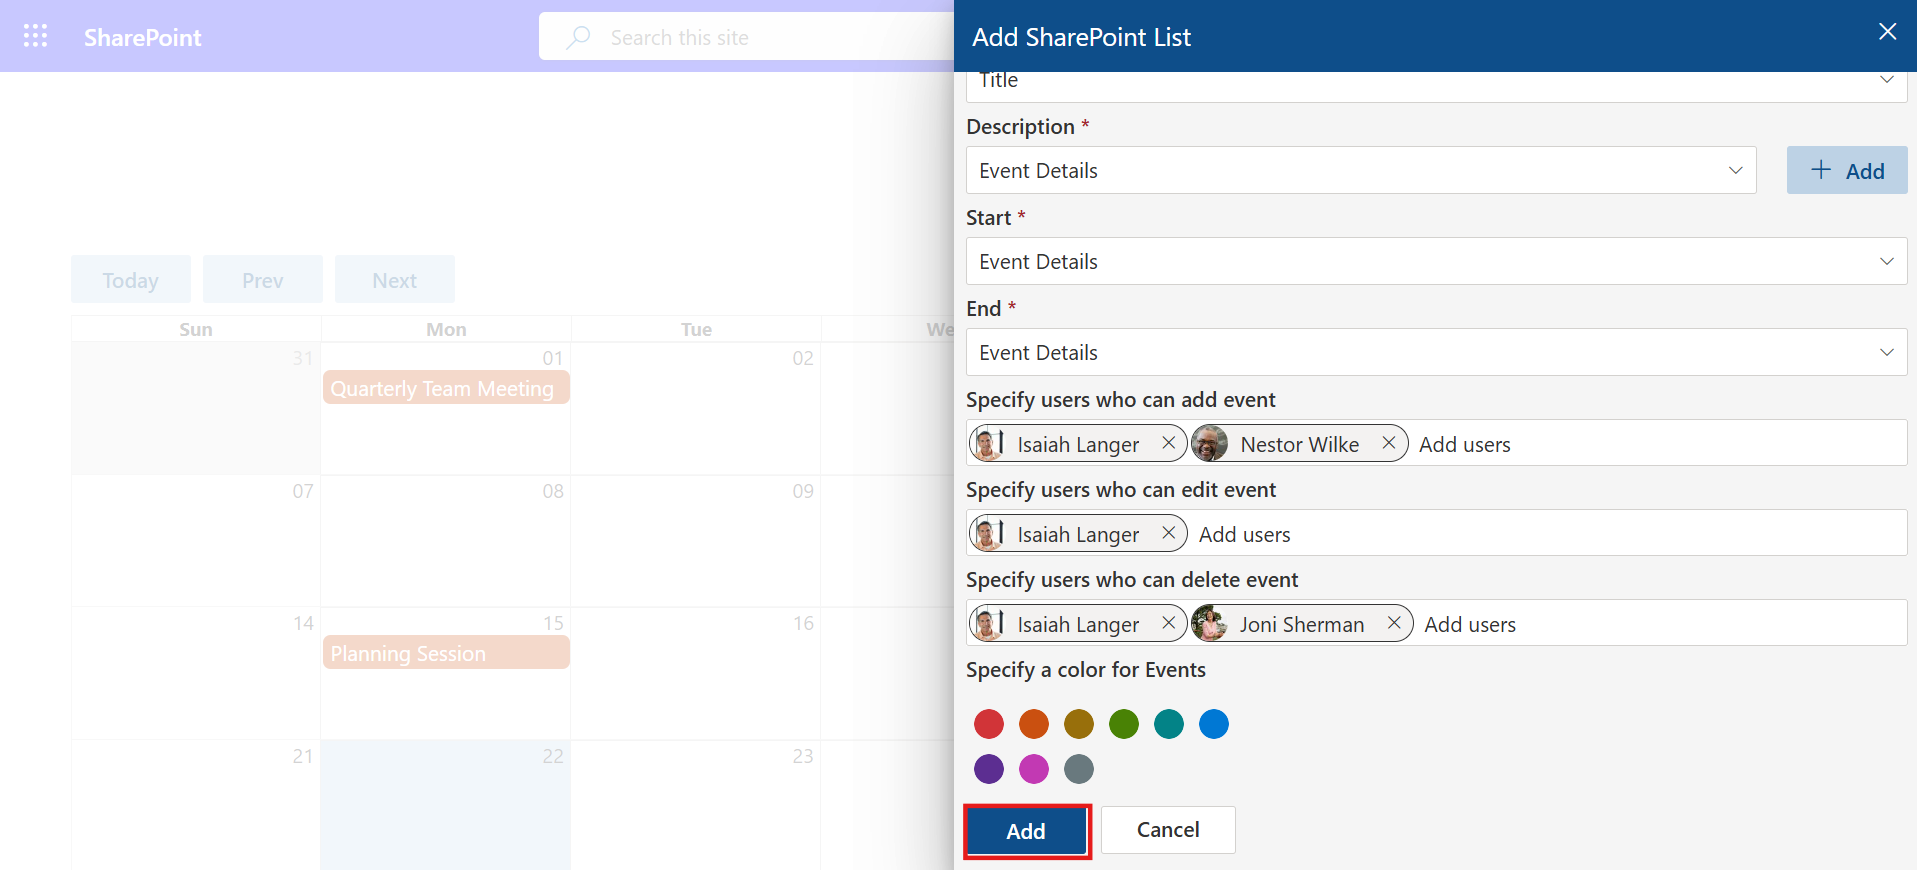 SharePoint
Search this site
Today Prev Next
Sun Mon Tue We
31 01 02
Quarterly Team Meeting
07 08 09
14 15 16
Planning Session
21 22 23
Add SharePoint List
Title
Description *
Event Details
Add
Start *
Event Details
End *
Event Details
Specify users who can add event
Isaiah Langer Nestor Wilke Add users
Specify users who can edit event
Isaiah Langer Add users
Specify users who can delete event
Isaiah Langer Joni Sherman Add users
Specify a color for Events
Add Cancel